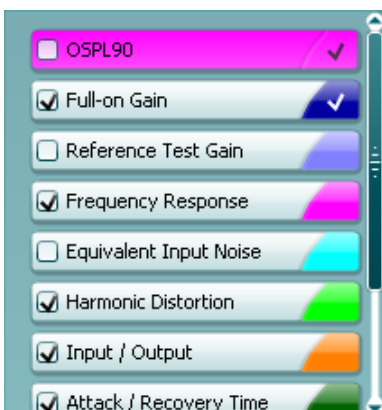 OSPL90
Full-on Gain
Reference Test Gain
Frequency Response
Equivalent Input Noise
Harmonic Distortion
Input / Output
Attack / Recovery Time